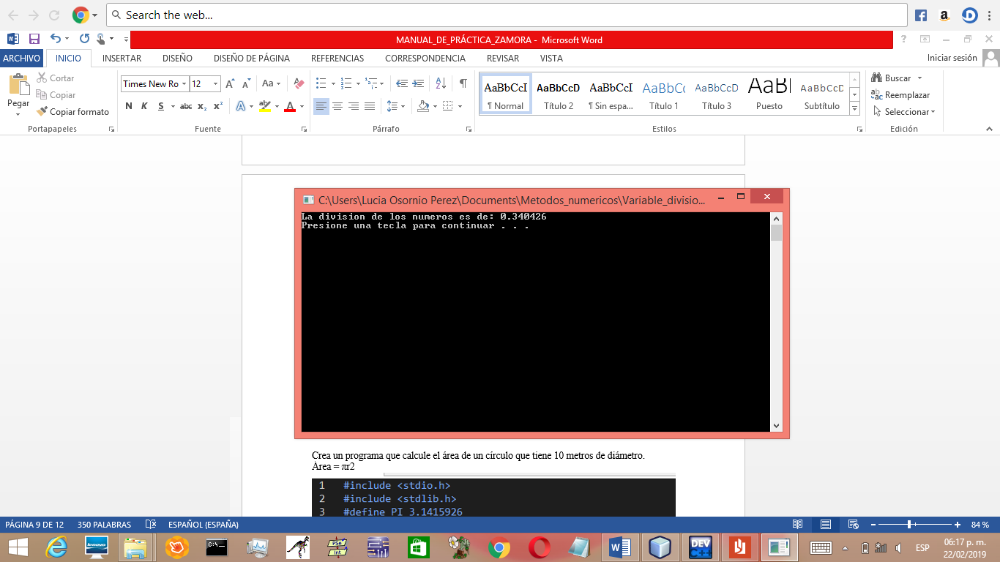 Search the web...
MANUAL_DE_PRÁCTICA_ZAMORA - Microsoft Word
ARCHIVO INICIO INSERTAR DISEÑO DISEÑO DE PÁGINA REFERENCIAS CORRESPONDENCIA REVISAR VISTA Iniciar sesión
Pegar
Cortar
Copiar
Copiar formato
Portapapeles
Times New Ro 12
N K S abc x₂ x²
Fuente
Párrafo
AaBbCcI AaBbCcD AaBbCcI AaBbCc AaBbCcD AaBl AaBbCcD
¶ Normal Título 2 ¶ Sin espa... Título 1 Título 3 Puesto Subtítulo
Estilos
Buscar
Reemplazar
Seleccionar
Edición
C:\Users\Lucia Osornio Perez\Documents\Metodos_numericos\Variable_divisio...
La division de los numeros es de: 0.340426
Presione una tecla para continuar . . .
Crea un programa que calcule el área de un círculo que tiene 10 metros de diámetro.
Área = πr2
1 #include <stdio.h>
2 #include <stdlib.h>
3 #define PI 3.1415926
PÁGINA 9 DE 12 350 PALABRAS ESPAÑOL (ESPAÑA) 84 %
lenovo
PSe
Int
DEV
C++
ESP
06:17 p. m.
22/02/2019